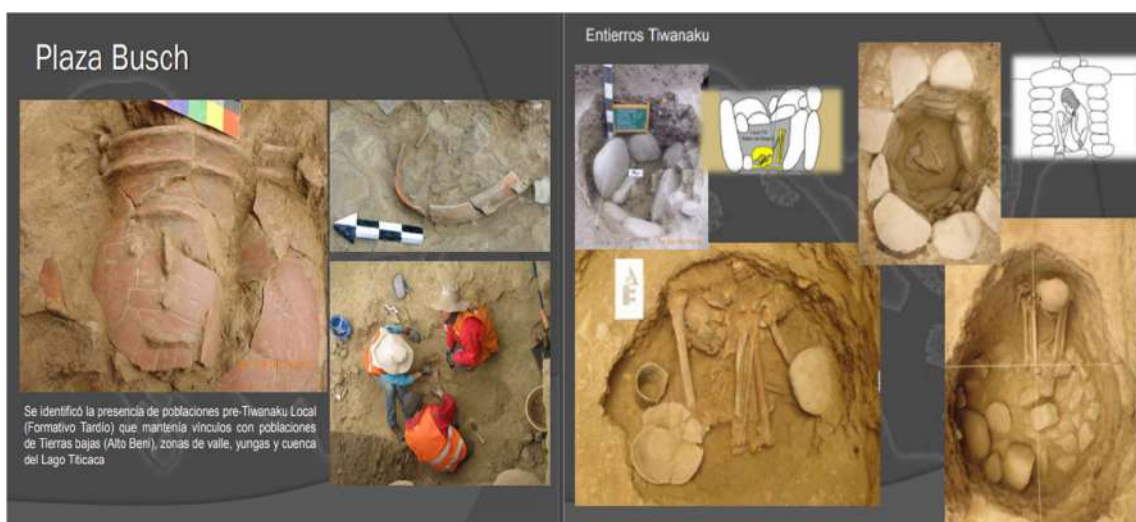 Plaza Busch
Se identificó la presencia de poblaciones pre-Tiwanaku Local
(Formativo Tardío) que mantenía vínculos con poblaciones
de Tierras bajas (Alto Beni), zonas de valle, yungas y cuenca
del Lago Titicaca
Entierros Tiwanaku